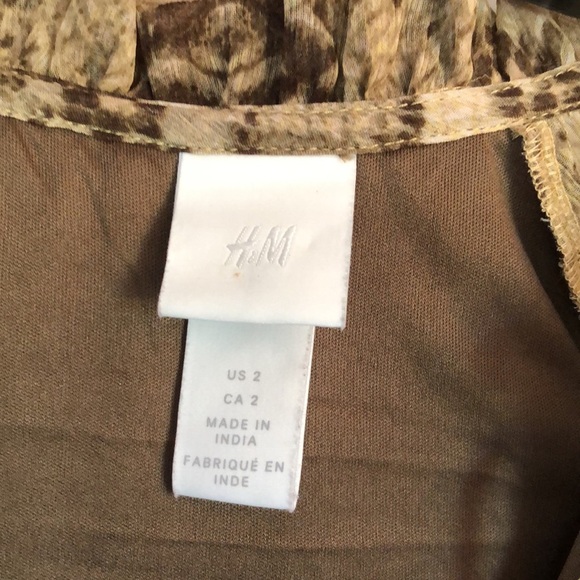 H&M
US 2
CA 2
MADE IN
INDIA
FABRIQUÉ EN
INDE